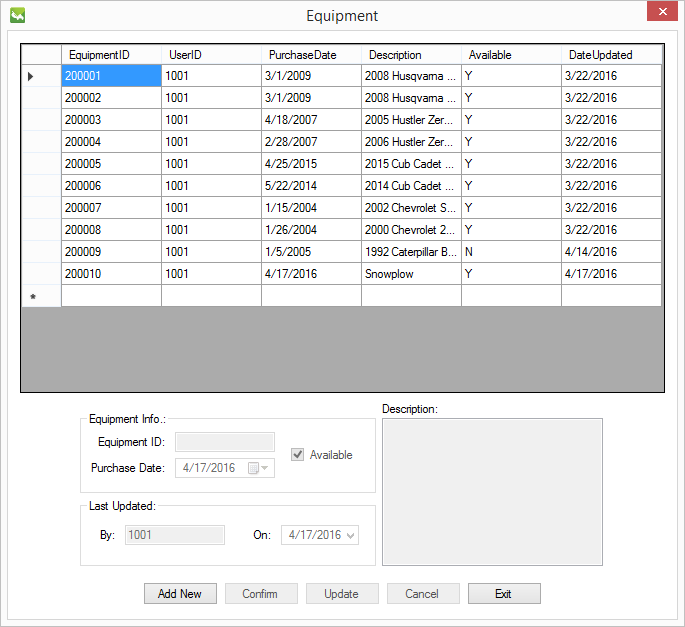 Equipment
EquipmentID UserID PurchaseDate Description Available DateUpdated
200001 1001 3/1/2009 2008 Husqvarna ... Y 3/22/2016
200002 1001 3/1/2009 2008 Husqvarna ... Y 3/22/2016
200003 1001 4/18/2007 2005 Hustler Zer... Y 3/22/2016
200004 1001 2/28/2007 2006 Hustler Zer... Y 3/22/2016
200005 1001 4/25/2015 2015 Cub Cadet ... Y 3/22/2016
200006 1001 5/22/2014 2014 Cub Cadet ... Y 3/22/2016
200007 1001 1/15/2004 2002 Chevrolet S... Y 3/22/2016
200008 1001 1/26/2004 2000 Chevrolet 2... Y 3/22/2016
200009 1001 1/5/2005 1992 Caterpillar B... N 4/14/2016
200010 1001 4/17/2016 Snowplow Y 4/17/2016
Equipment Info.:
Equipment ID:
Available
Purchase Date: 4/17/2016
Description:
Last Updated:
By: 1001 On: 4/17/2016
Add New Confirm Update Cancel Exit